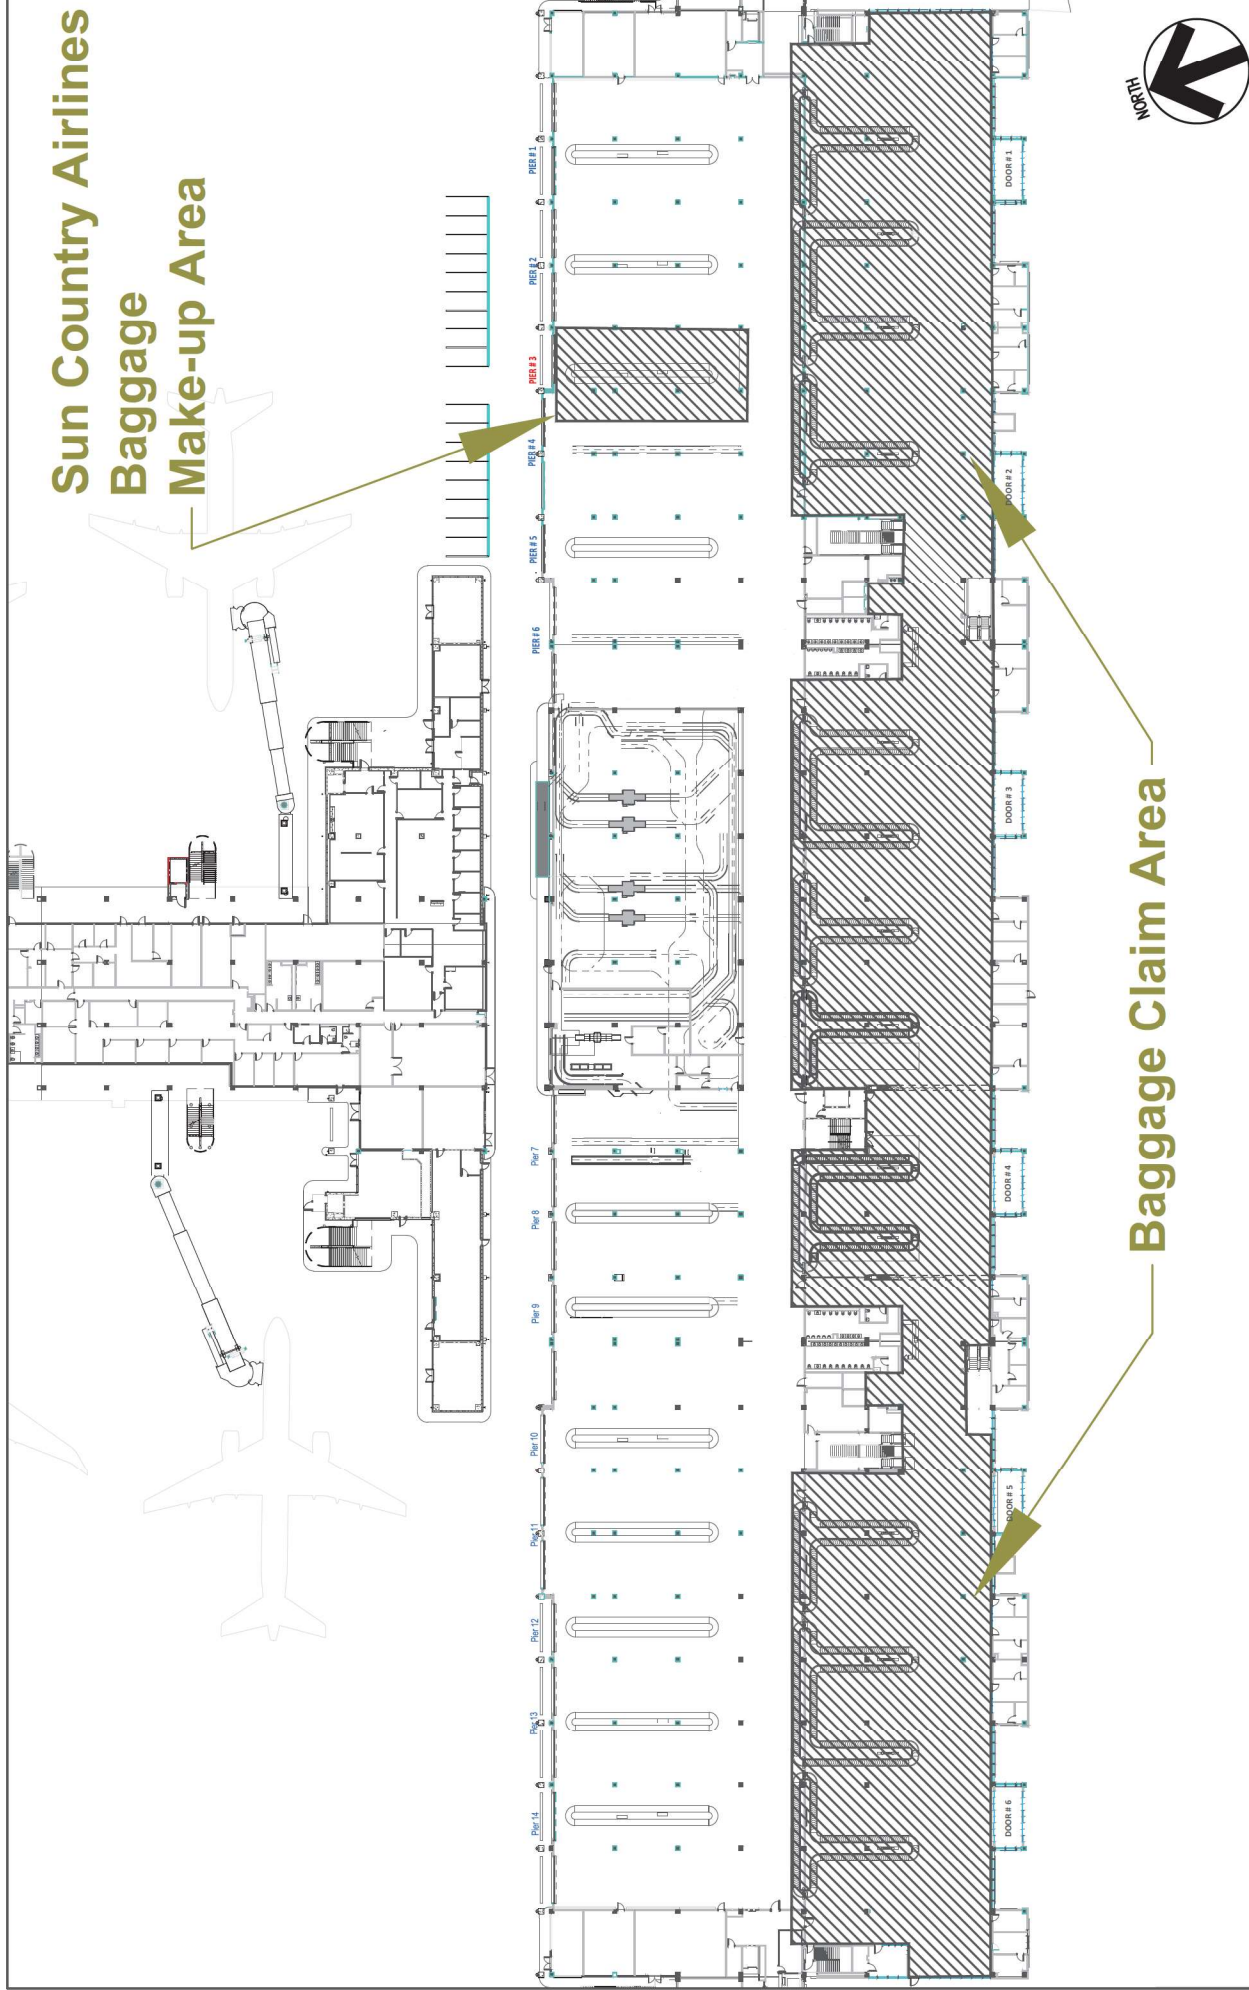 Sun Country Airlines
Baggage
Make-up Area
NORTH
PIER # 1
PIER # 2
PIER # 3
PIER # 4
PIER # 5
PIER # 6
Pier 7
Pier 8
Pier 9
Pier 10
Pier 11
Pier 12
Pier 13
Pier 14
DOOR # 1
DOOR # 2
DOOR # 3
DOOR # 4
DOOR # 5
DOOR # 6
Baggage Claim Area